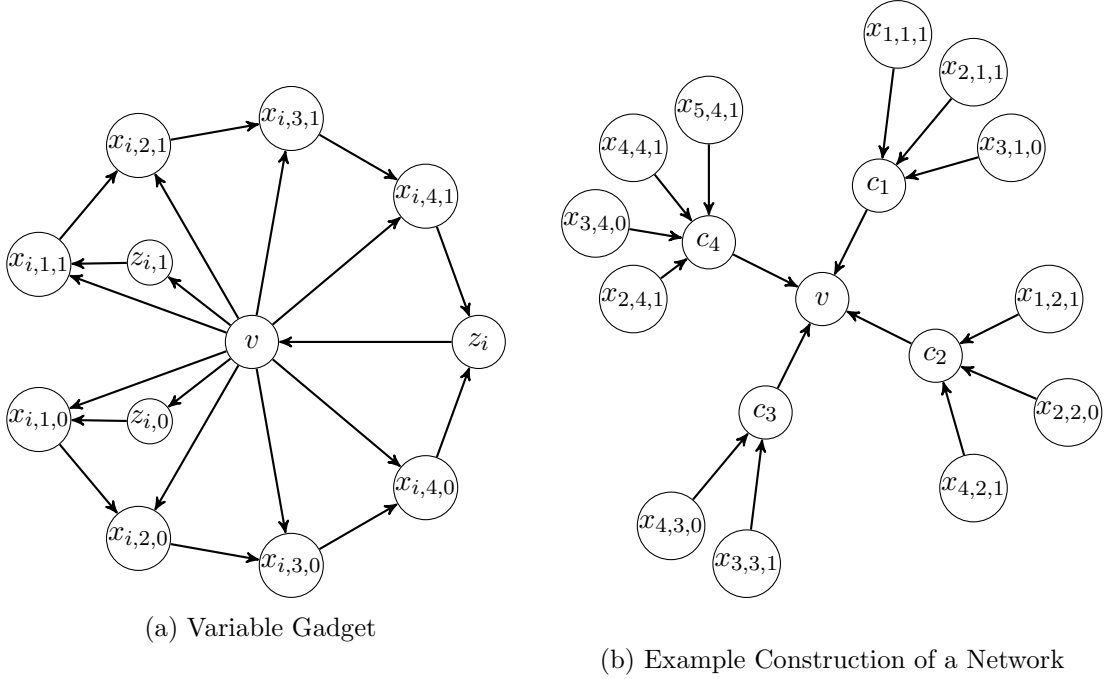 x_{i,3,1}
x_{i,2,1}
x_{i,4,1}
x_{i,1,1}
z_{i,1}
v
z_i
x_{i,1,0}
z_{i,0}
x_{i,4,0}
x_{i,2,0}
x_{i,3,0}
(a) Variable Gadget
x_{1,1,1}
x_{2,1,1}
x_{5,4,1}
x_{4,4,1}
x_{3,1,0}
c_1
x_{3,4,0}
c_4
x_{2,4,1}
v
x_{1,2,1}
c_2
c_3
x_{2,2,0}
x_{4,2,1}
x_{4,3,0}
x_{3,3,1}
(b) Example Construction of a Network